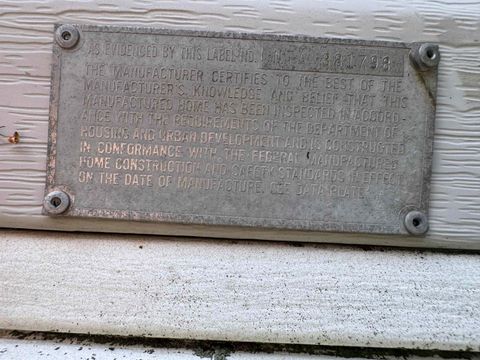 AS EVIDENCED BY THIS LABEL NO.
THE MANUFACTURER CERTIFIES TO THE BEST OF THE
MANUFACTURER'S KNOWLEDGE AND BELIEF THAT THIS
MANUFACTURED HOME HAS BEEN INSPECTED IN ACCORD-
ANCE WITH THE REQUIREMENTS OF THE DEPARTMENT OF
HOUSING AND URBAN DEVELOPMENT AND IS CONSTRUCTED
IN CONFORMANCE WITH THE FEDERAL MANUFACTURED
HOME CONSTRUCTION AND SAFETY STANDARDS IN EFFECT
ON THE DATE OF MANUFACTURE. SEE DATA PLATE.